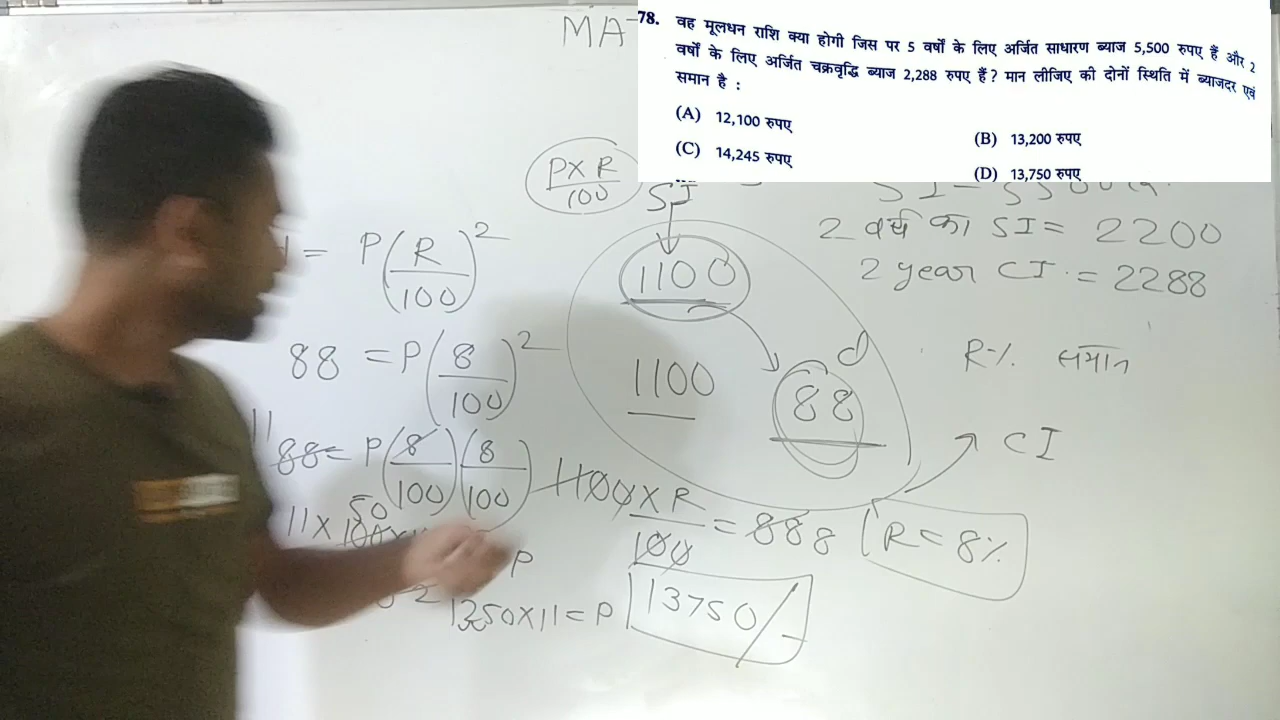 78. वह मूलधन राशि क्या होगी जिस पर 5 वर्षों के लिए अर्जित साधारण ब्याज 5,500 रुपए हैं और 2
वर्षों के लिए अर्जित चक्रवृद्धि ब्याज 2,288 रुपए हैं? मान लीजिए की दोनों स्थिति में ब्याजदर एवं
समान है :
(A) 12,100 रुपए
(B) 13,200 रुपए
(C) 14,245 रुपए
(D) 13,750 रुपए
MA
P X R / 100
SI
2 वर्ष का SI = 2200
2 year CI = 2288
R% समान
CI
1100
1100
88
d
= P(R/100)²
88 = P(8/100)²
11
88 = P(8/100)(8/100)
50
11 x
P
1250x11 = P
13750/-
1100 x R / 100 = 88 8
R = 8%